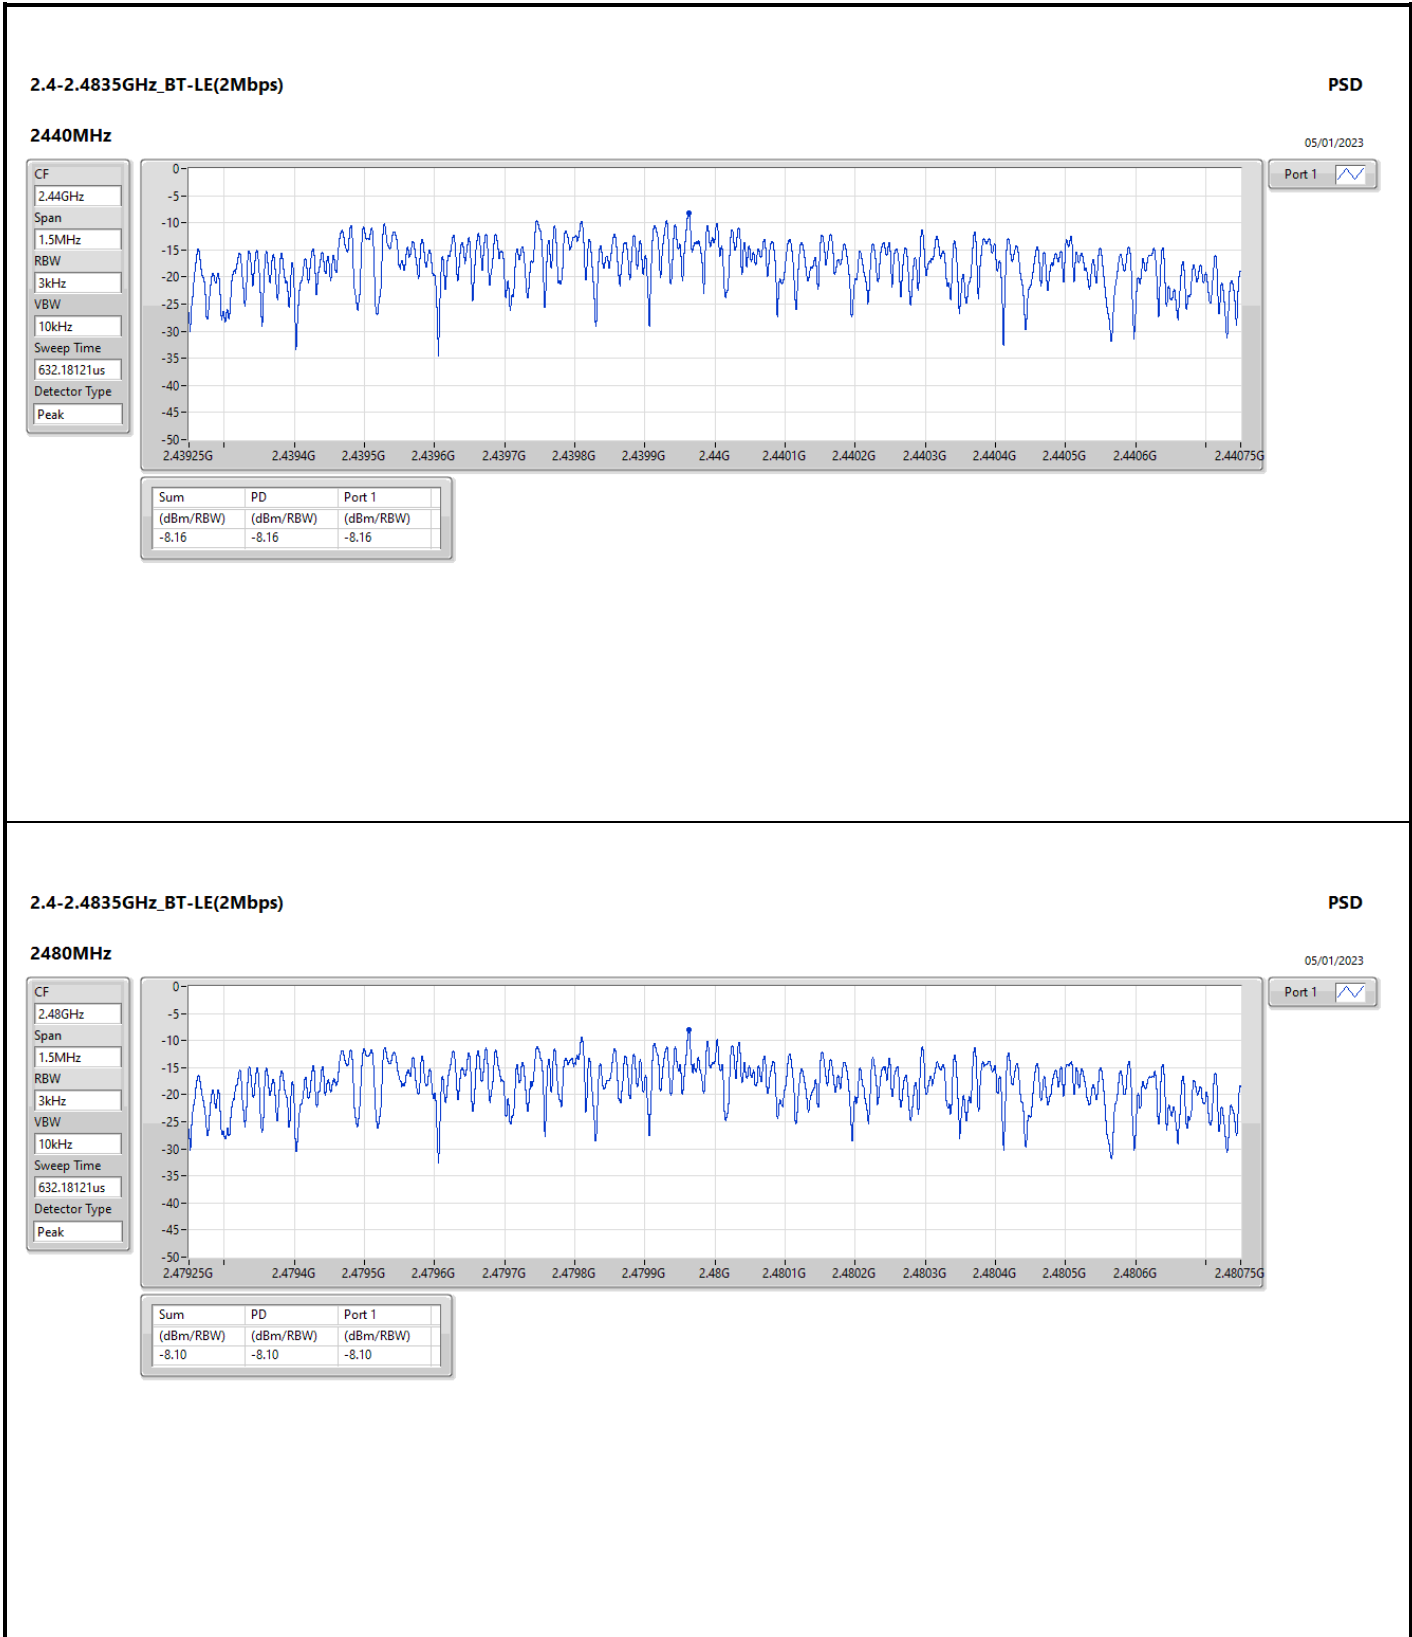 2.4-2.4835GHz_BT-LE(2Mbps) PSD
2440MHz
05/01/2023
CF
2.44GHz
Span
1.5MHz
RBW
3kHz
VBW
10kHz
Sweep Time
632.18121us
Detector Type
Peak
0
-5
-10
-15
-20
-25
-30
-35
-40
-45
-50
2.43925G 2.4394G 2.4395G 2.4396G 2.4397G 2.4398G 2.4399G 2.44G 2.4401G 2.4402G 2.4403G 2.4404G 2.4405G 2.4406G 2.44075G
Port 1
Sum PD Port 1
(dBm/RBW) (dBm/RBW) (dBm/RBW)
-8.16 -8.16 -8.16
2.4-2.4835GHz_BT-LE(2Mbps) PSD
2480MHz
05/01/2023
CF
2.48GHz
Span
1.5MHz
RBW
3kHz
VBW
10kHz
Sweep Time
632.18121us
Detector Type
Peak
0
-5
-10
-15
-20
-25
-30
-35
-40
-45
-50
2.47925G 2.4794G 2.4795G 2.4796G 2.4797G 2.4798G 2.4799G 2.48G 2.4801G 2.4802G 2.4803G 2.4804G 2.4805G 2.4806G 2.48075G
Port 1
Sum PD Port 1
(dBm/RBW) (dBm/RBW) (dBm/RBW)
-8.10 -8.10 -8.10